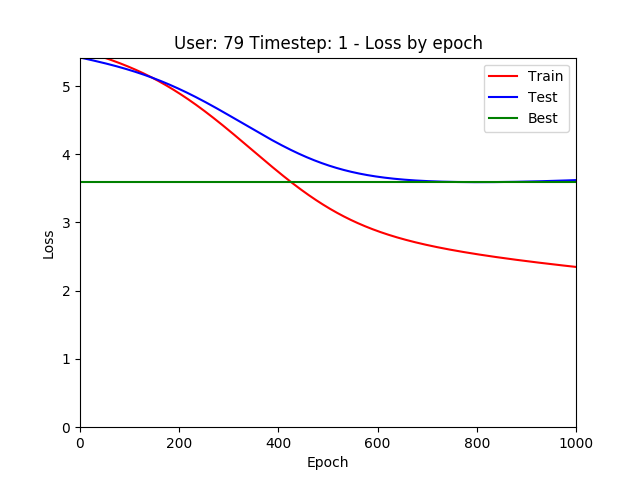 User: 79 Timestep: 1 - Loss by epoch
Train
Test
Best
5
4
3
2
1
0
Loss
0 200 400 600 800 1000
Epoch